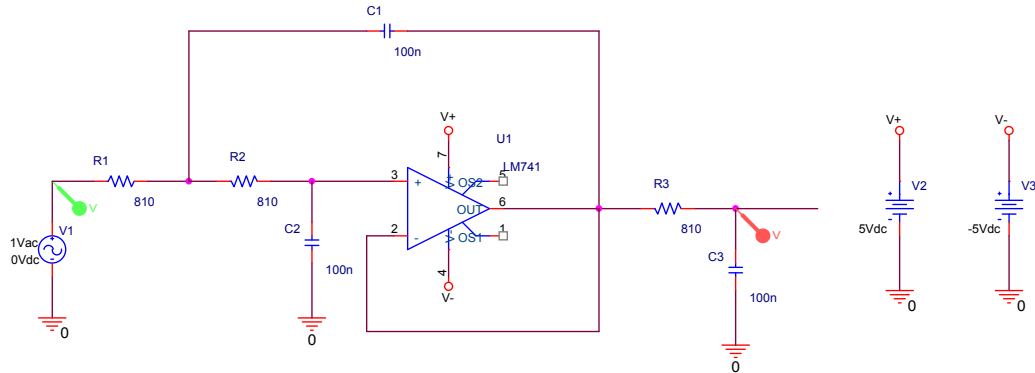 C1
100n
V+
U1
7
5
LM741
R1
R2
3
+
V+
OS2
R3
810
810
OUT
6
810
V
C2
2
-
V-
OS1
1
V
V1
1Vac
0Vdc
100n
4
V-
C3
100n
0
0
0
V+
V2
5Vdc
0
V-
V3
-5Vdc
0